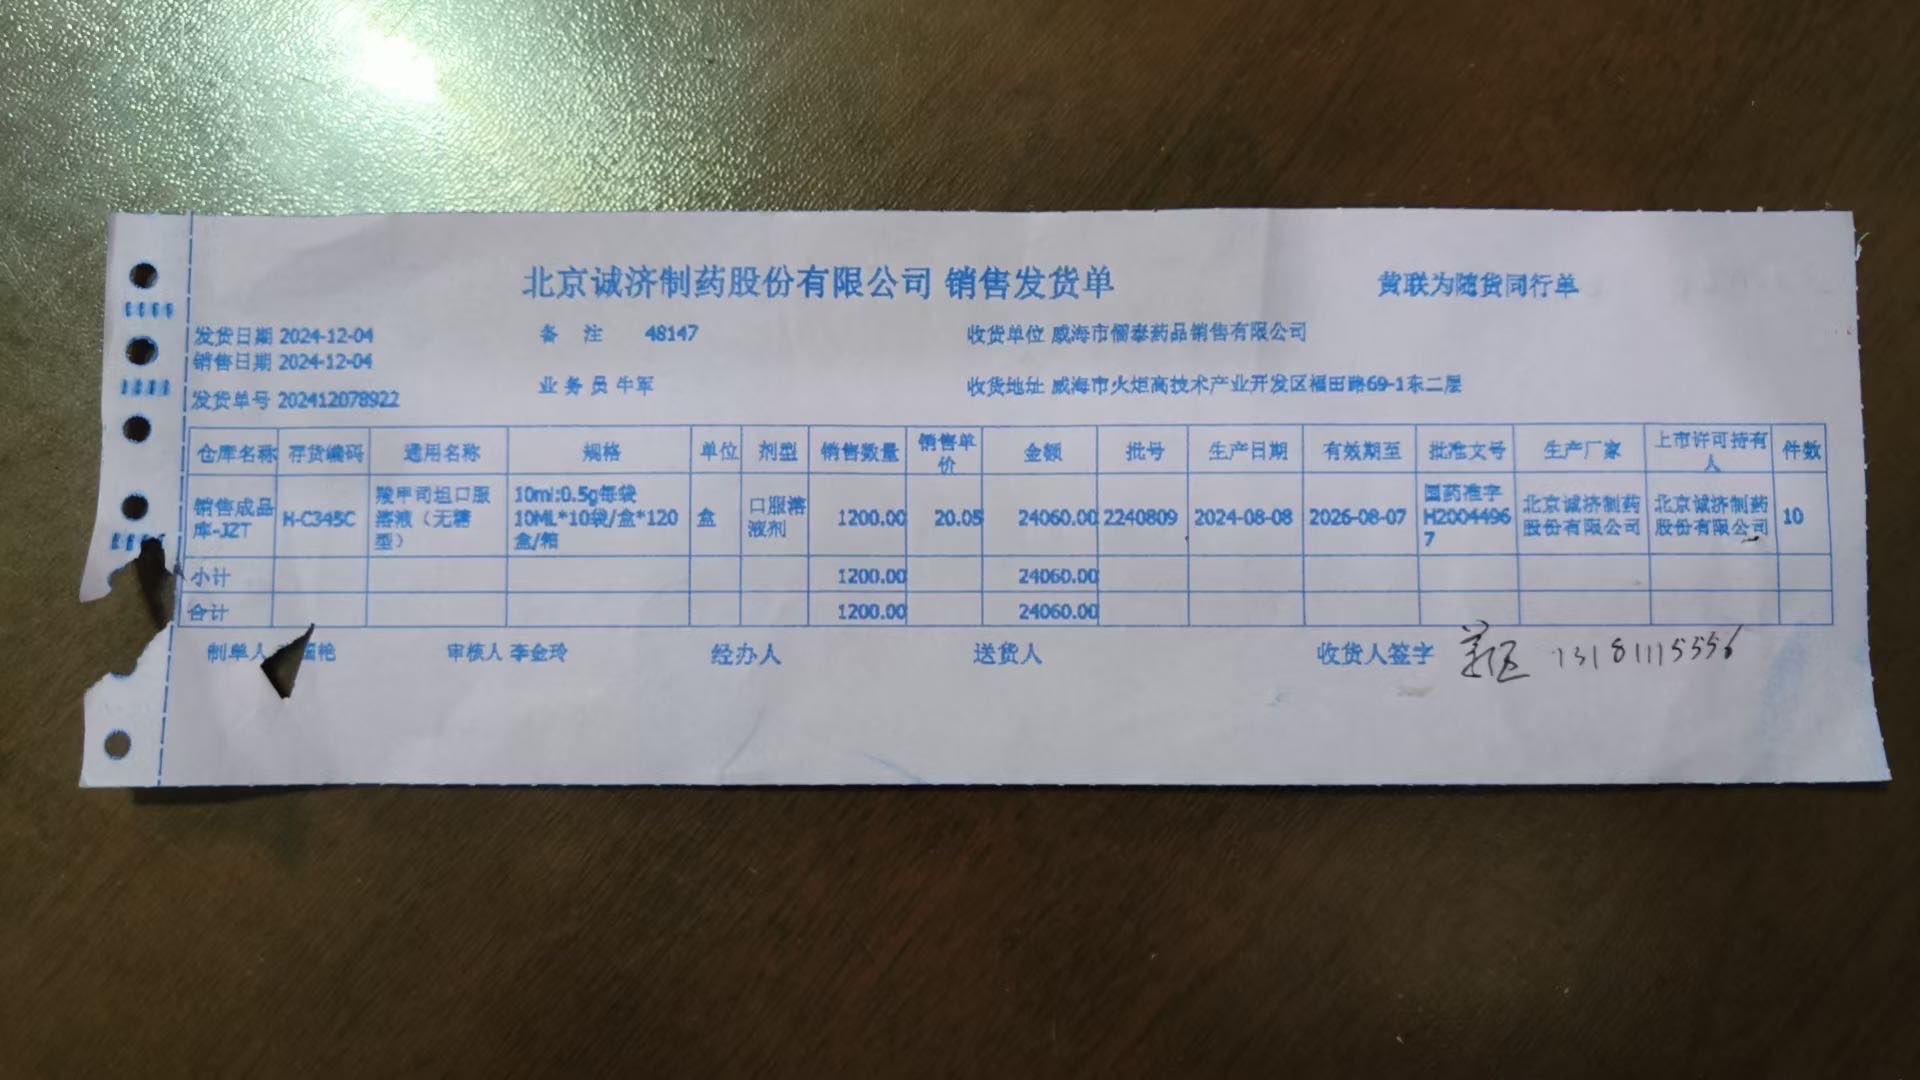 北京诚济制药股份有限公司 销售发货单 黄联为随货同行单
发货日期 2024-12-04 备 注 48147 收货单位 威海市儒泰药品销售有限公司
销售日期 2024-12-04
业务员 牛军 收货地址 威海市火炬高技术产业开发区福田路69-1东二层
发货单号 202412078922
仓库名称 存货编码 通用名称 规格 单位 剂型 销售数量 销售单价 金额 批号 生产日期 有效期至 批准文号 生产厂家 上市许可持有人 件数
销售成品库-JZT H-C345C 羧甲司坦口服溶液（无糖型） 10ml:0.5g每袋 10ML*10袋/盒*120盒/箱 盒 口服溶液剂 1200.00 20.05 24060.00 2240809 2024-08-08 2026-08-07 国药准字H20044967 北京诚济制药股份有限公司 北京诚济制药股份有限公司 10
小计 1200.00 24060.00
合计 1200.00 24060.00
制单人 艳 审核人 李金玲 经办人 送货人 收货人签字 13181115556